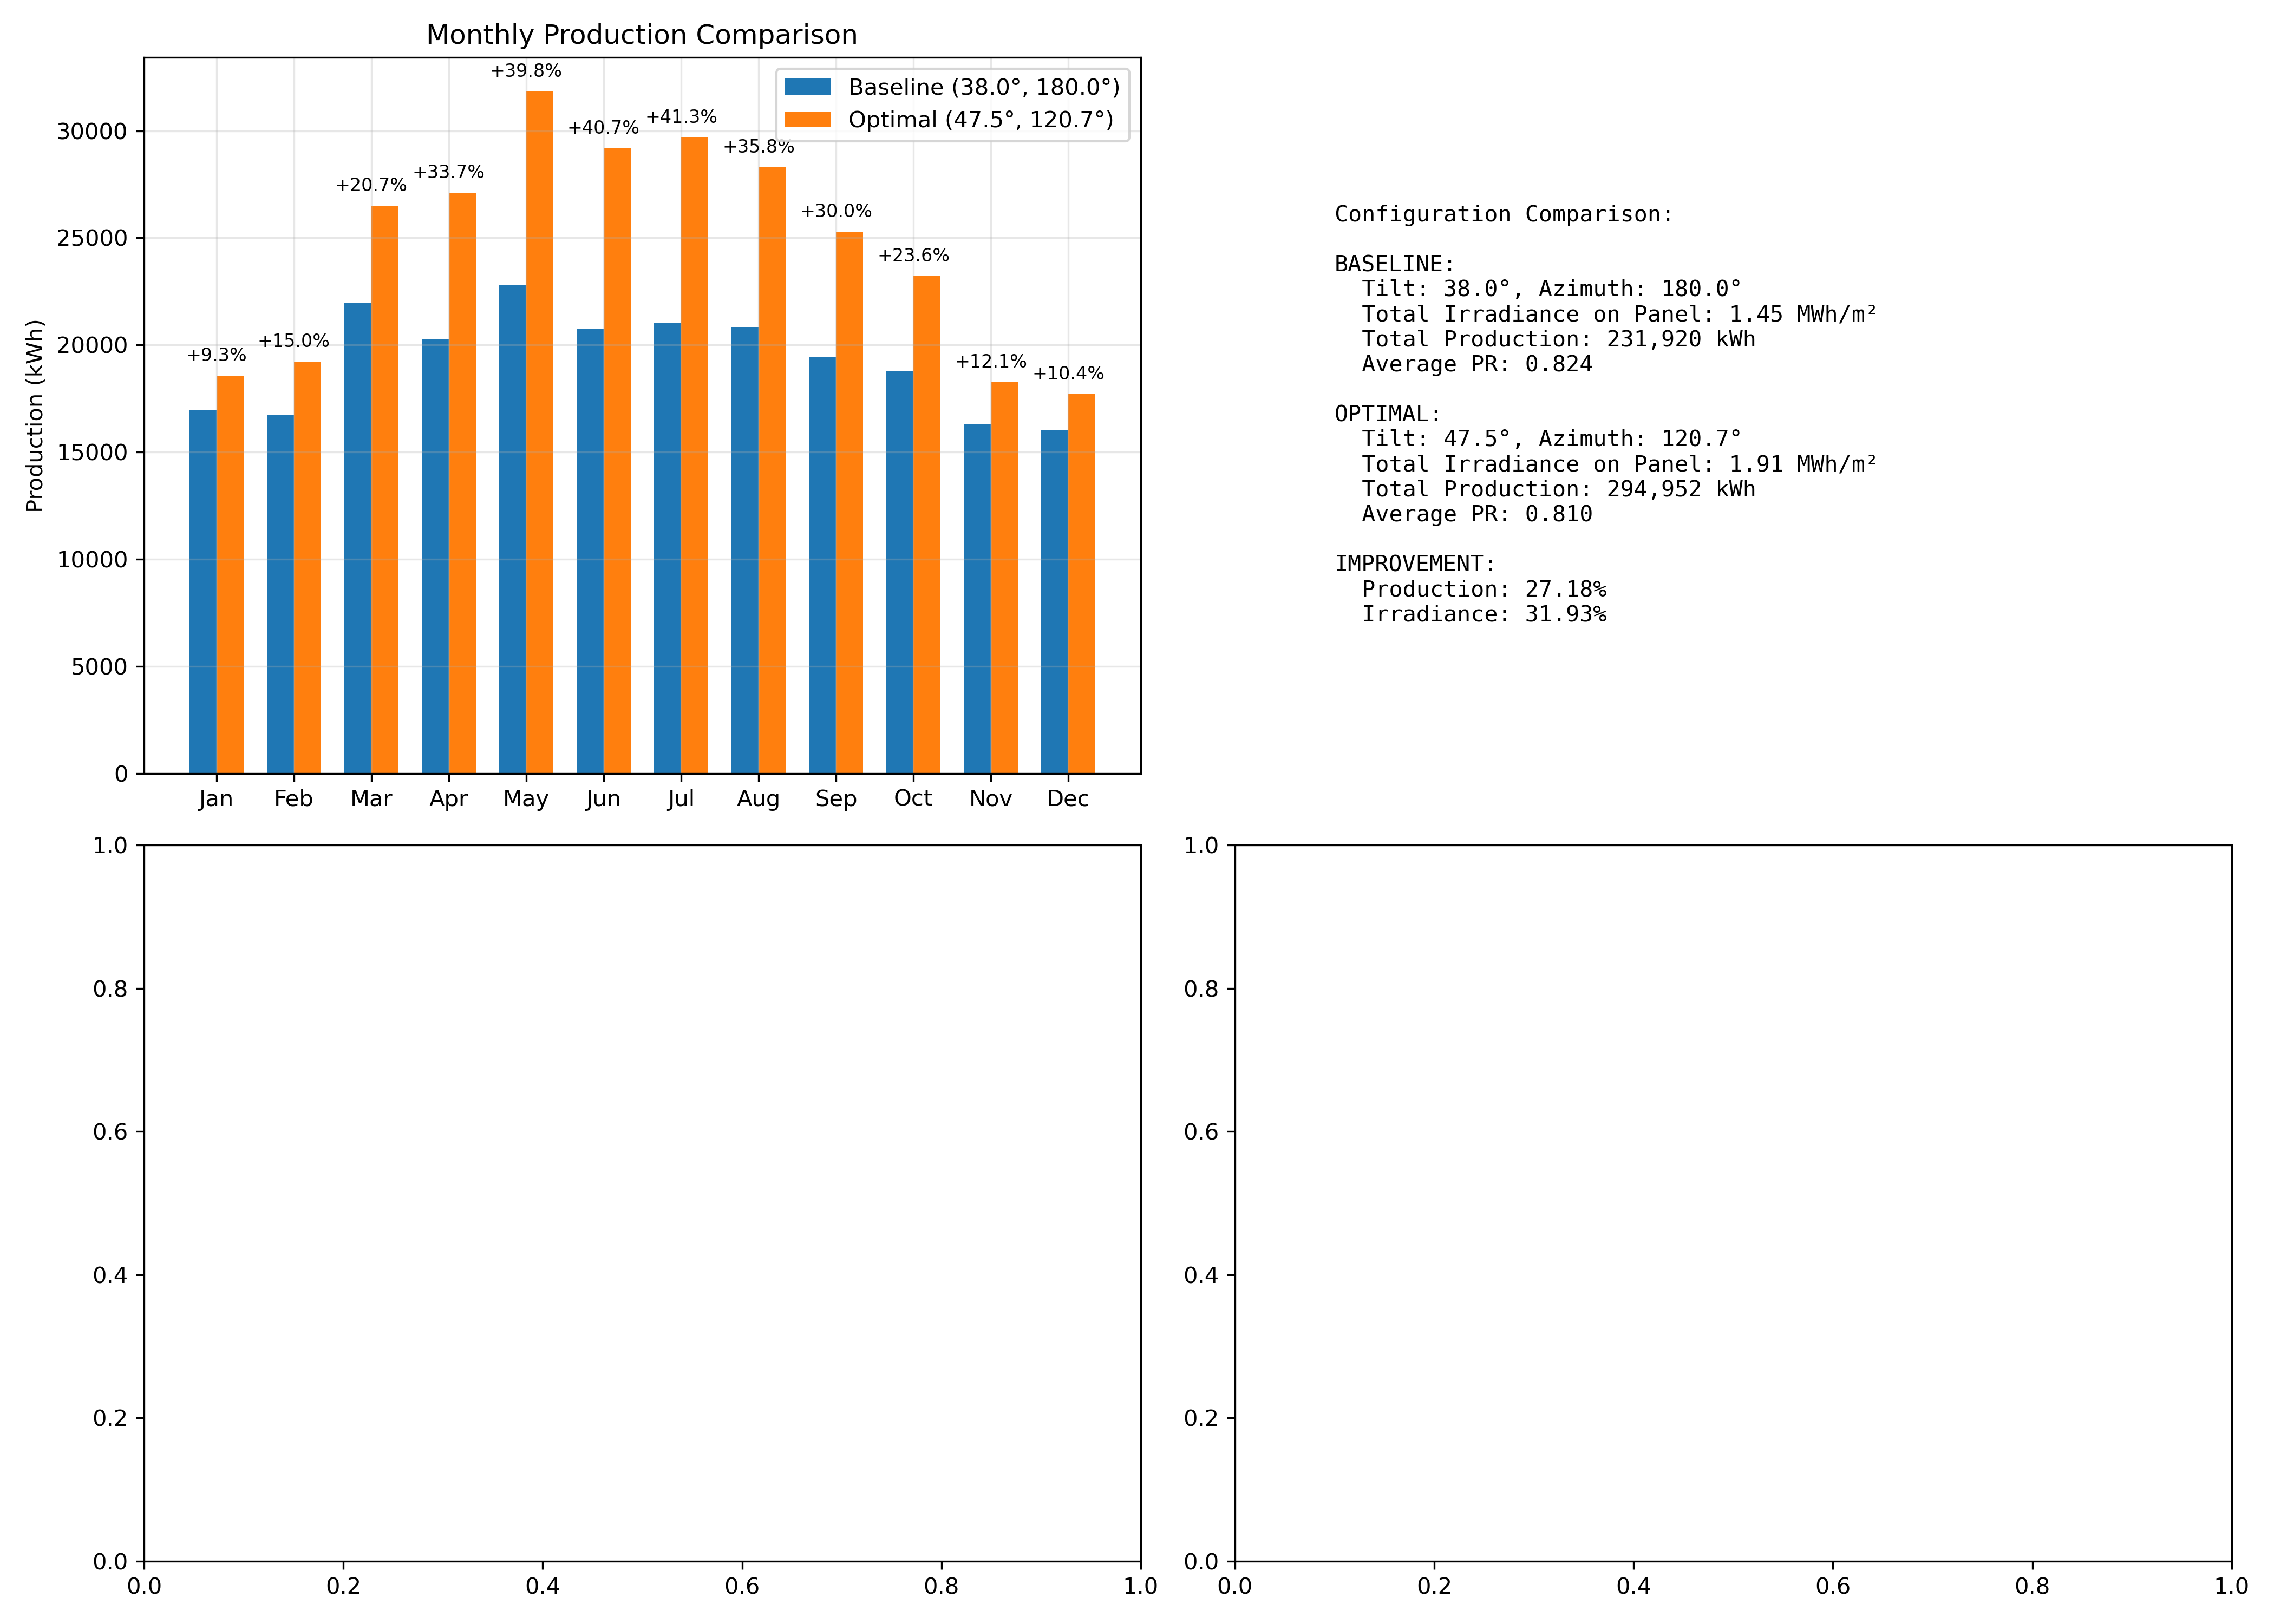 Monthly Production Comparison
Production (kWh)
30000
25000
20000
15000
10000
5000
0
+9.3%
+15.0%
+20.7%
+33.7%
+39.8%
+40.7%
+41.3%
+35.8%
+30.0%
+23.6%
+12.1%
+10.4%
Baseline (38.0°, 180.0°)
Optimal (47.5°, 120.7°)
Jan Feb Mar Apr May Jun Jul Aug Sep Oct Nov Dec
Configuration Comparison:
BASELINE:
Tilt: 38.0°, Azimuth: 180.0°
Total Irradiance on Panel: 1.45 MWh/m²
Total Production: 231,920 kWh
Average PR: 0.824
OPTIMAL:
Tilt: 47.5°, Azimuth: 120.7°
Total Irradiance on Panel: 1.91 MWh/m²
Total Production: 294,952 kWh
Average PR: 0.810
IMPROVEMENT:
Production: 27.18%
Irradiance: 31.93%
1.0
0.8
0.6
0.4
0.2
0.0
0.0 0.2 0.4 0.6 0.8 1.0
1.0
0.8
0.6
0.4
0.2
0.0
0.0 0.2 0.4 0.6 0.8 1.0